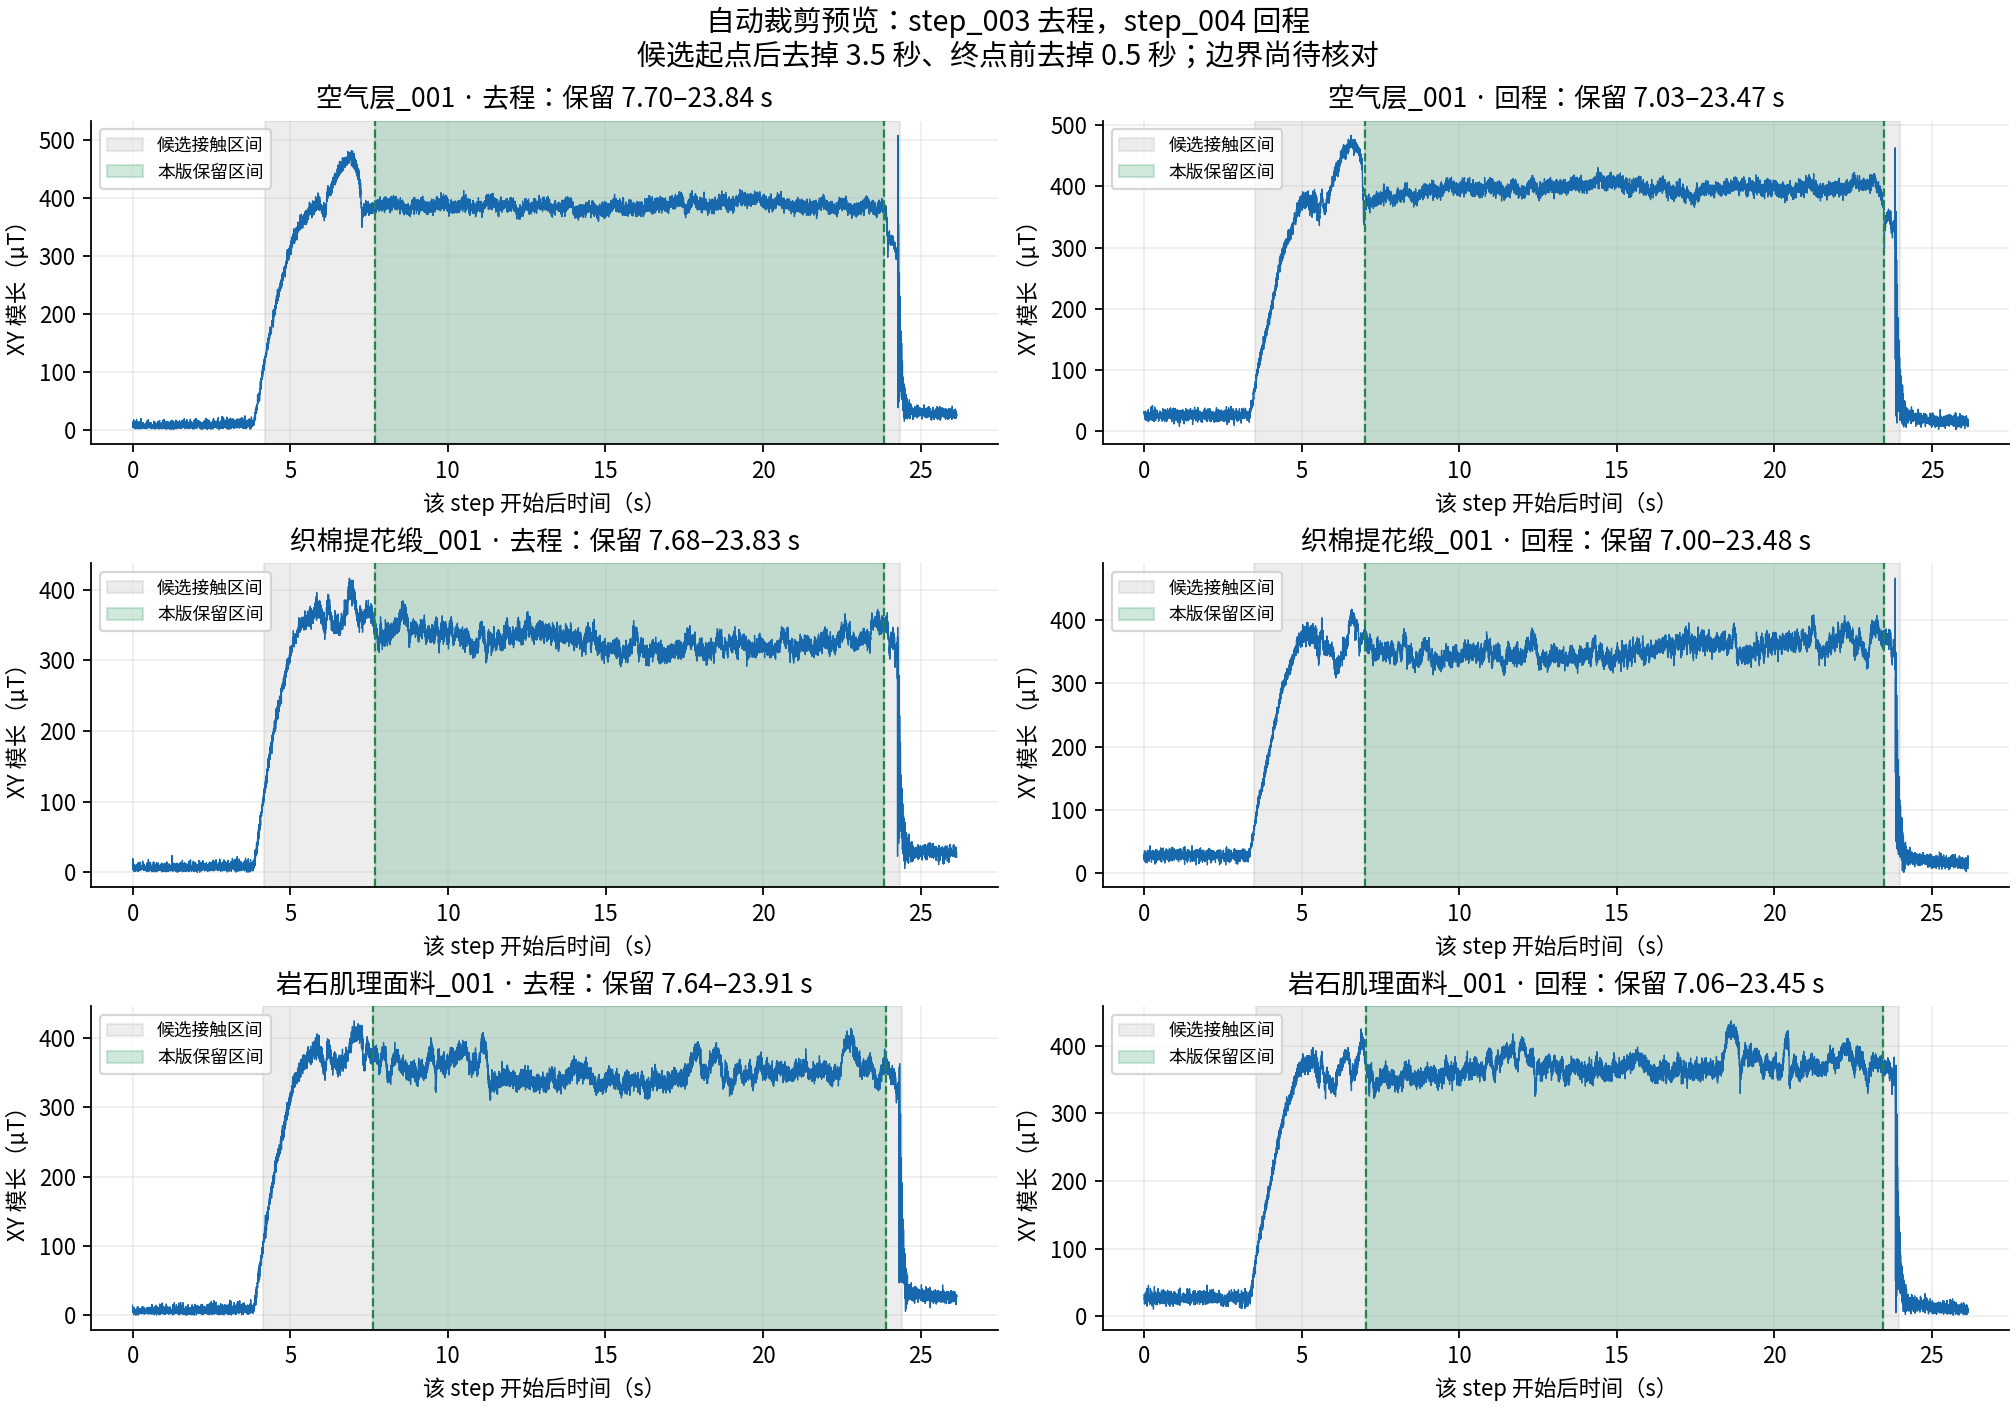 自动裁剪预览：step_003 去程，step_004 回程
候选起点后去掉 3.5 秒、终点前去掉 0.5 秒；边界尚待核对
空气层_001 · 去程：保留 7.70–23.84 s
候选接触区间
本版保留区间
XY 模长（μT）
500
400
300
200
100
0
0 5 10 15 20 25
该 step 开始后时间（s）
空气层_001 · 回程：保留 7.03–23.47 s
候选接触区间
本版保留区间
XY 模长（μT）
500
400
300
200
100
0
0 5 10 15 20 25
该 step 开始后时间（s）
织棉提花缎_001 · 去程：保留 7.68–23.83 s
候选接触区间
本版保留区间
XY 模长（μT）
400
300
200
100
0
0 5 10 15 20 25
该 step 开始后时间（s）
织棉提花缎_001 · 回程：保留 7.00–23.48 s
候选接触区间
本版保留区间
XY 模长（μT）
400
300
200
100
0
0 5 10 15 20 25
该 step 开始后时间（s）
岩石肌理面料_001 · 去程：保留 7.64–23.91 s
候选接触区间
本版保留区间
XY 模长（μT）
400
300
200
100
0
0 5 10 15 20 25
该 step 开始后时间（s）
岩石肌理面料_001 · 回程：保留 7.06–23.45 s
候选接触区间
本版保留区间
XY 模长（μT）
400
300
200
100
0
0 5 10 15 20 25
该 step 开始后时间（s）